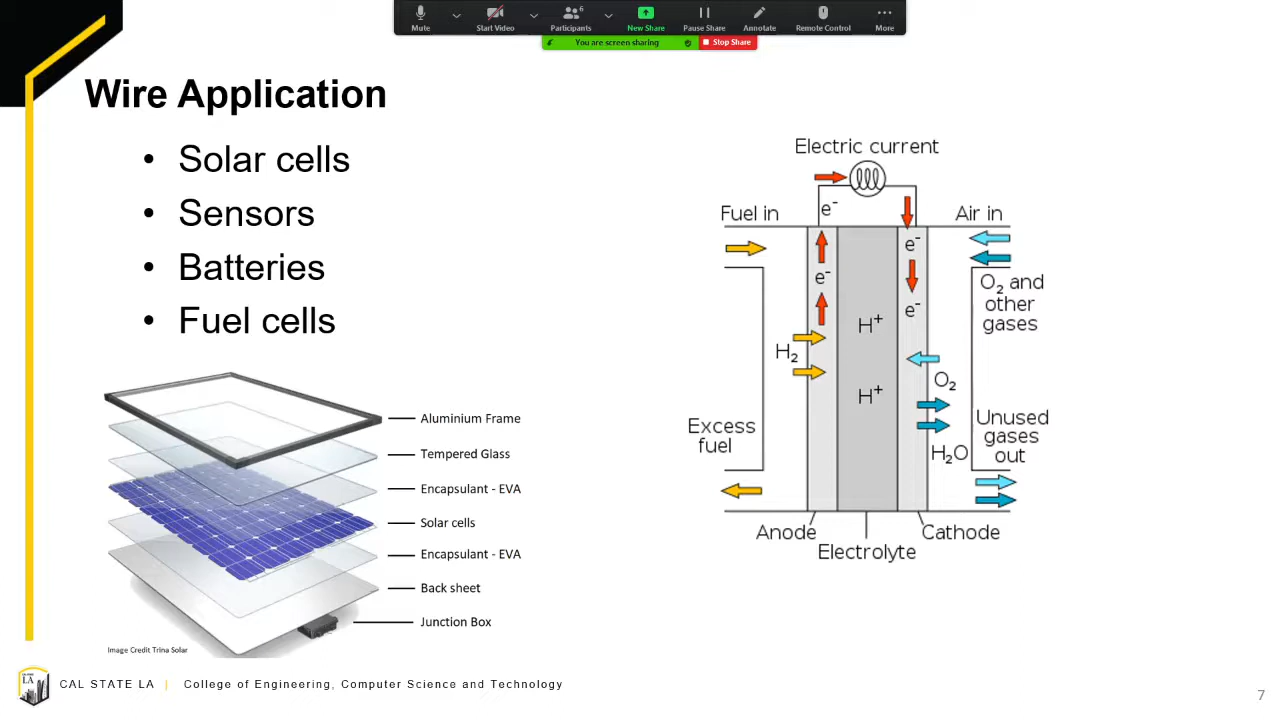 Mute
Start Video
6
Participants
New Share
Pause Share
Annotate
Remote Control
More
You are screen sharing
Stop Share
Wire Application
• Solar cells
• Sensors
• Batteries
• Fuel cells
Aluminium Frame
Tempered Glass
Encapsulant - EVA
Solar cells
Encapsulant - EVA
Back sheet
Junction Box
Image Credit Trina Solar
Electric current
Fuel in
e⁻
Air in
e⁻
e⁻
O₂ and
other
gases
e⁻
H⁺
H₂
O₂
H⁺
Excess
fuel
Unused
gases
out
H₂O
Anode
Cathode
Electrolyte
LA
CAL STATE LA | College of Engineering, Computer Science and Technology
7